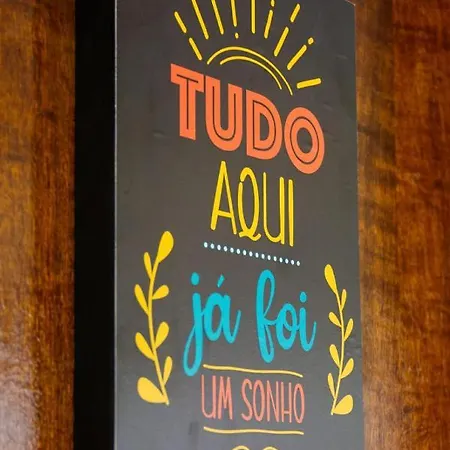 TUDO
AQUI
já foi
UM SONHO